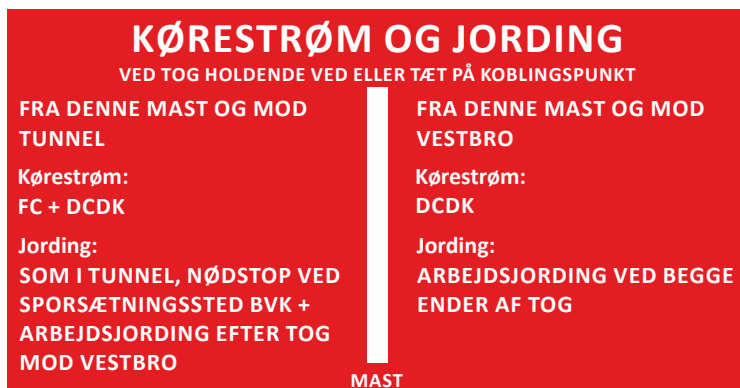 KØRESTRØM OG JORDING
VED TOG HOLDENDE VED ELLER TÆT PÅ KOBLINGSPUNKT
FRA DENNE MAST OG MOD
TUNNEL
Kørestrøm:
FC + DCDK
Jording:
SOM I TUNNEL, NØDSTOP VED
SPORSÆTNINGSSTED BVK +
ARBEJDSJORDING EFTER TOG
MOD VESTBRO
FRA DENNE MAST OG MOD
VESTBRO
Kørestrøm:
DCDK
Jording:
ARBEJDSJORDING VED BEGGE
ENDER AF TOG
MAST